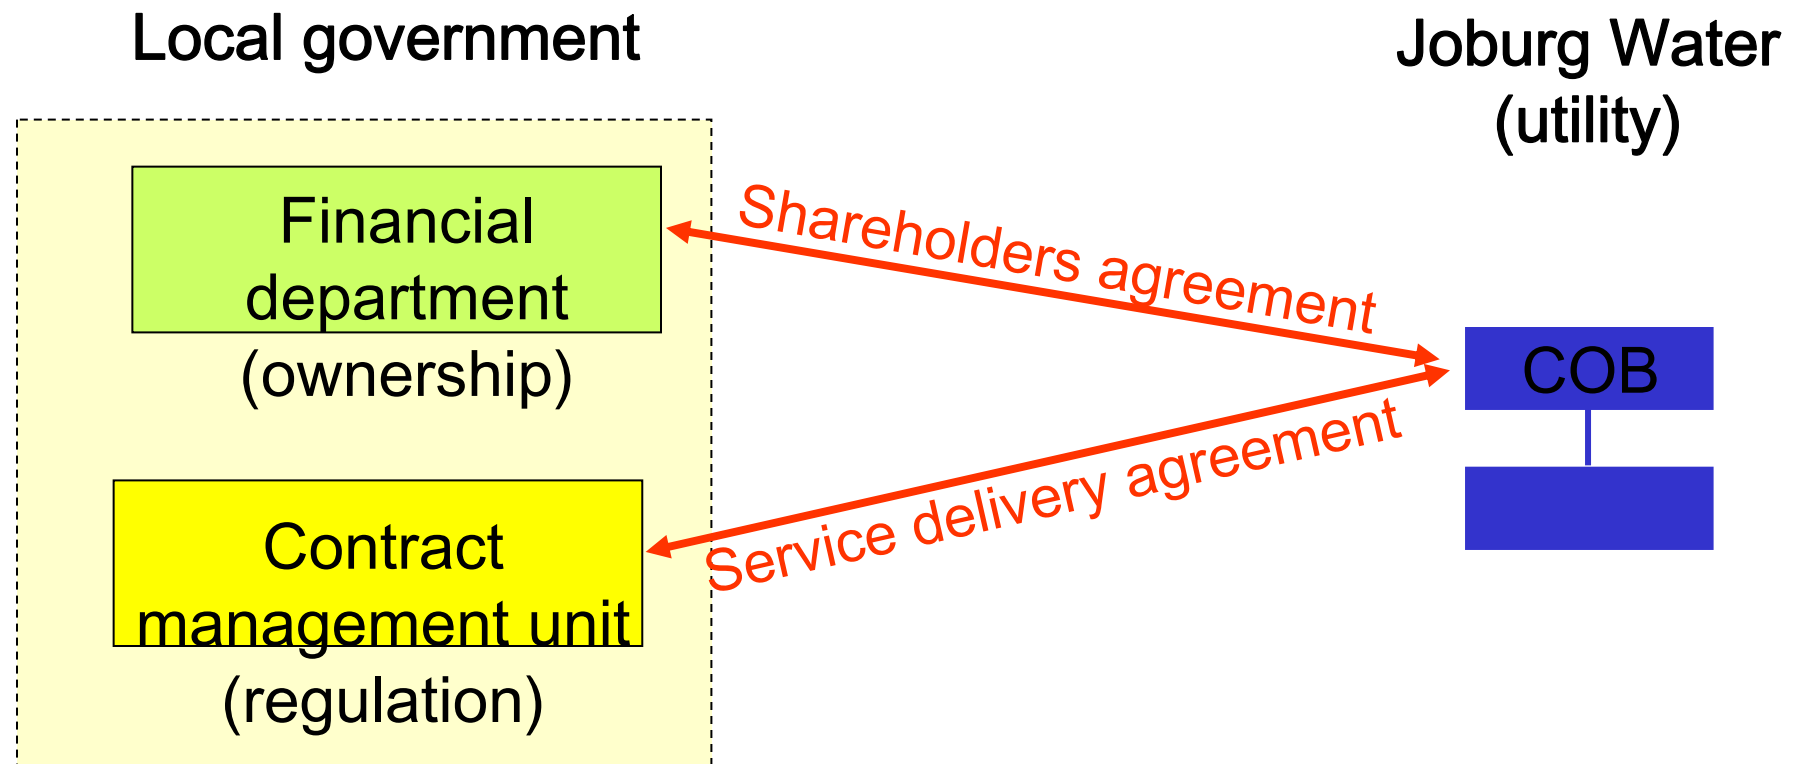 Local government
Joburg Water
(utility)
Financial
department
(ownership)
Shareholders agreement
COB
Service delivery agreement
Contract
management unit
(regulation)